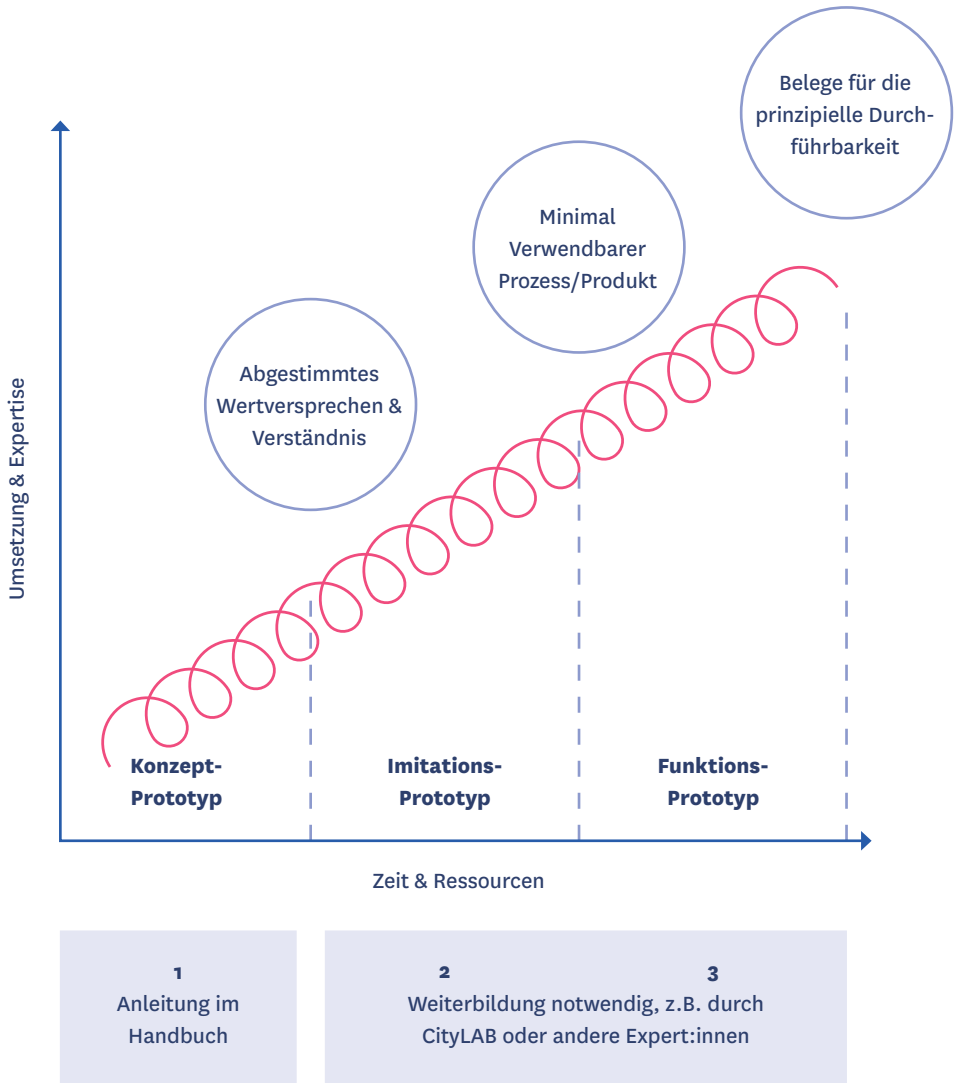 Belege für die
prinzipielle Durch-
führbarkeit
Minimal
Verwendbarer
Prozess/Produkt
Abgestimmtes
Wertversprechen &
Verständnis
Umsetzung & Expertise
Konzept-
Prototyp
Imitations-
Prototyp
Funktions-
Prototyp
Zeit & Ressourcen
1
Anleitung im
Handbuch
2
3
Weiterbildung notwendig, z.B. durch
CityLAB oder andere Expert:innen